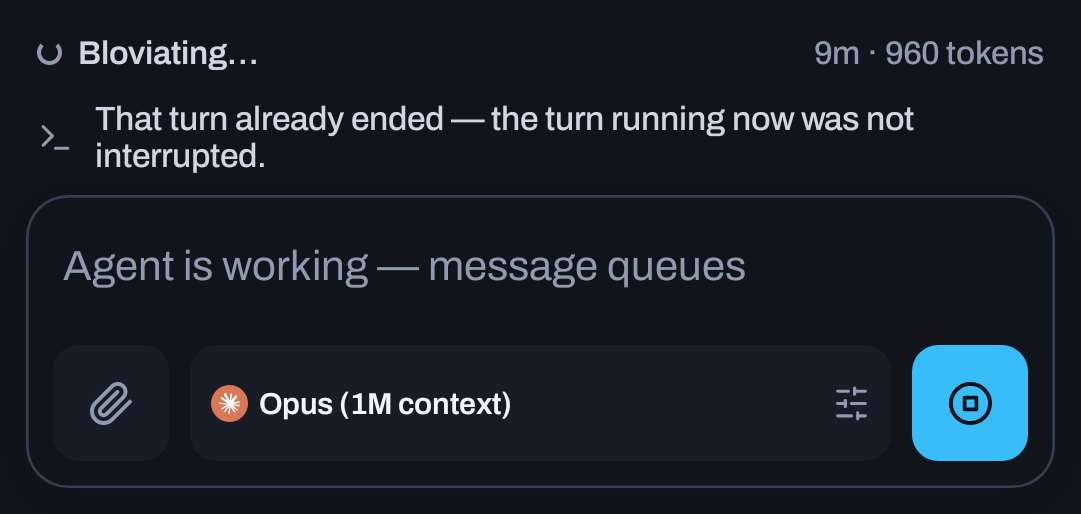 Bloviating...
9m · 960 tokens
That turn already ended — the turn running now was not
interrupted.
Agent is working — message queues
Opus (1M context)